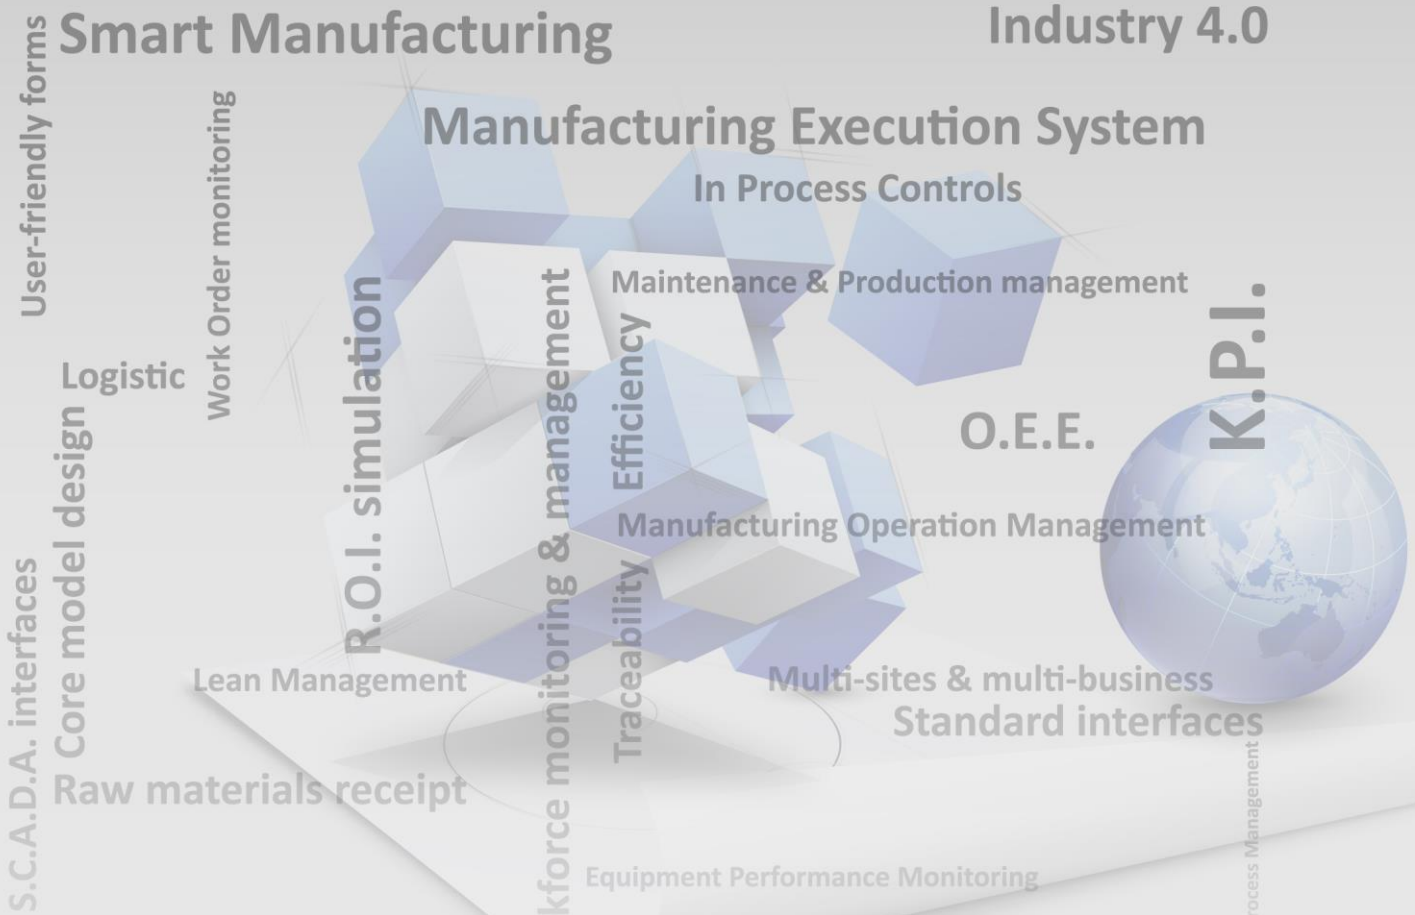 Smart Manufacturing
Industry 4.0
User-friendly forms
Work Order monitoring
Manufacturing Execution System
In Process Controls
Maintenance & Production management
K.P.I.
R.O.I. simulation
kforce monitoring & management
Efficiency
Logistic
Core model design
O.E.E.
Manufacturing Operation Management
S.C.A.D.A. interfaces
Traceability
Lean Management
Multi-sites & multi-business
Standard interfaces
Raw materials receipt
ocess Management
Equipment Performance Monitoring